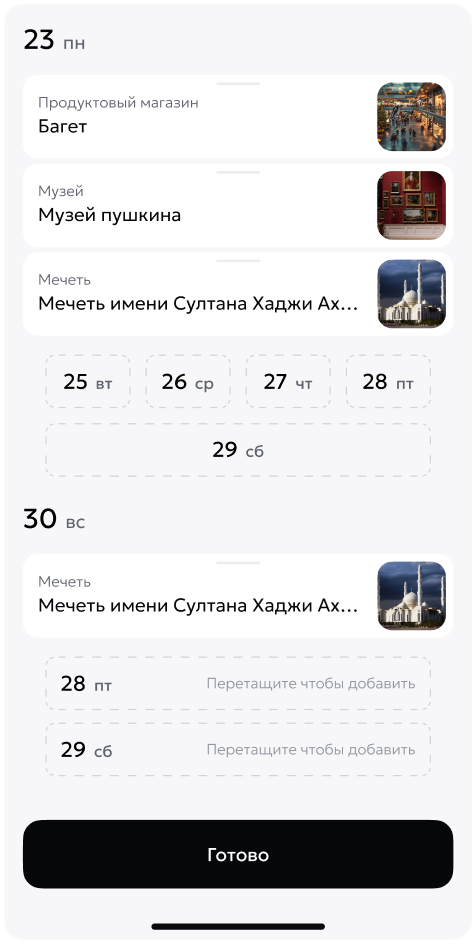 23 пн
Продуктовый магазин
Багет
Музей
Музей пушкина
Мечеть
Мечеть имени Султана Хаджи Ах...
25 вт 26 ср 27 чт 28 пт
29 сб
30 вс
Мечеть
Мечеть имени Султана Хаджи Ах...
28 пт Перетащите чтобы добавить
29 сб Перетащите чтобы добавить
Готово